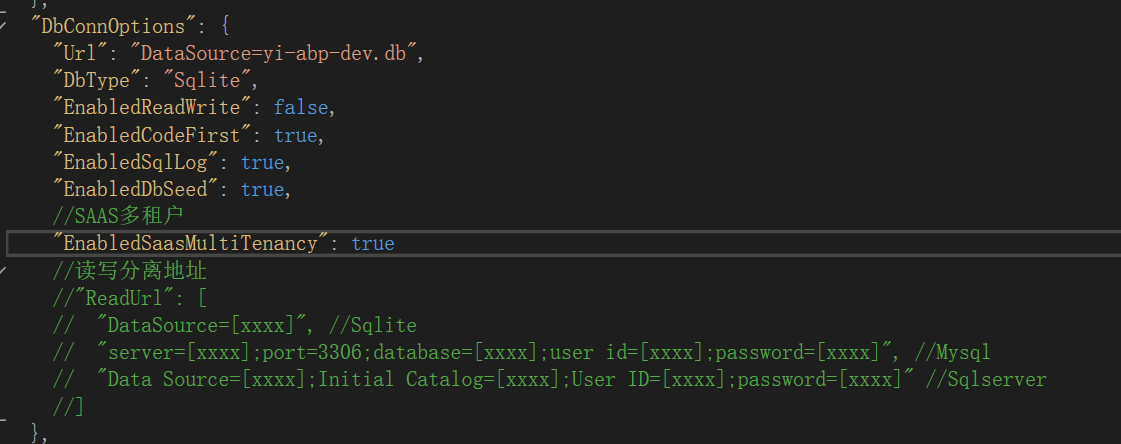 },
"DbConnOptions": {
"Url": "DataSource=yi-abp-dev.db",
"DbType": "Sqlite",
"EnabledReadWrite": false,
"EnabledCodeFirst": true,
"EnabledSqlLog": true,
"EnabledDbSeed": true,
//SAAS多租户
"EnabledSaasMultiTenancy": true
//读写分离地址
//"ReadUrl": [
//  "DataSource=[xxxx]", //Sqlite
//  "server=[xxxx];port=3306;database=[xxxx];user id=[xxxx];password=[xxxx]", //Mysql
//  "Data Source=[xxxx];Initial Catalog=[xxxx];User ID=[xxxx];password=[xxxx]" //Sqlserver
//]
},